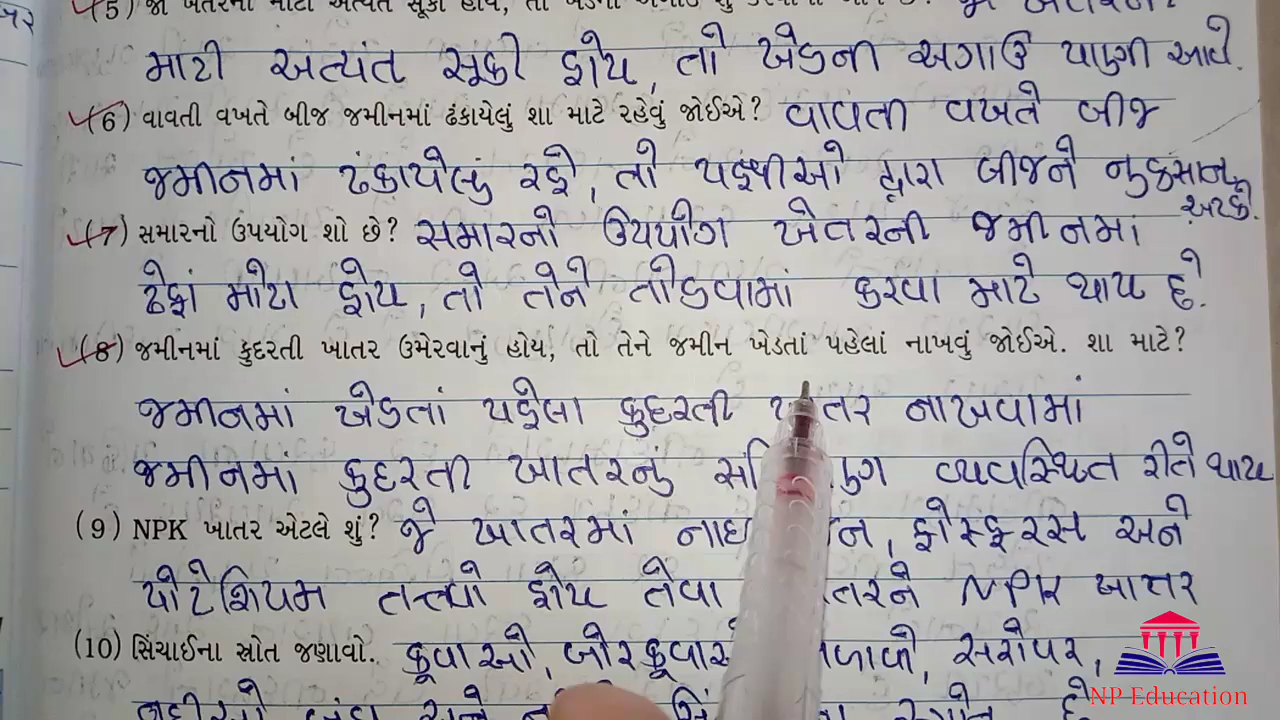 (5) જો ખેતરની માટી અત્યંત સૂકી હોય, તો
માટી અત્યંત સૂકી હોય, તો ખેડની અગાઉ પાણી આવે.
(6) વાવતી વખતે બીજ જમીનમાં ઢંકાયેલું શા માટે રહેવું જોઈએ? વાવતી વખતે બીજ
જમીનમાં ઢંકાયેલું રહે, તો પક્ષીઓ દ્વારા બીજને નુકસાન
અટકે.
(7) સમારનો ઉપયોગ શો છે? સમારનો ઉપયોગ ખેતરની જમીનમાં
ઢેફાં મોટા હોય, તો તેને તોડવામાં કરવા માટે થાય છે.
(8) જમીનમાં કુદરતી ખાતર ઉમેરવાનું હોય, તો તેને જમીન ખેડતાં પહેલાં નાખવું જોઈએ. શા માટે?
જમીનમાં ખેડતાં પહેલા કુદરતી ખાતર નાખવામાં
જમીનમાં કુદરતી ખાતરનું વ્યવસ્થિત રીતે થાય
(9) NPK ખાતર એટલે શું? જે ખાતરમાં ફોસ્ફરસ અને
પોટેશિયમ તત્ત્વો હોય તેવા NPK ખાતર
(10) સિંચાઈના સ્રોત જણાવો. કૂવાઓ, સરોવર,
NP Education